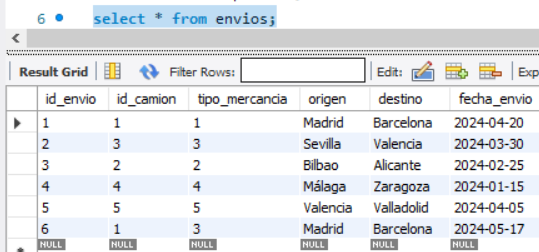 6 select * from envios;
Result Grid Filter Rows: Edit: Exp
id_envio id_camion tipo_mercancia origen destino fecha_envio
1 1 1 Madrid Barcelona 2024-04-20
2 3 3 Sevilla Valencia 2024-03-30
3 2 2 Bilbao Alicante 2024-02-25
4 4 4 Málaga Zaragoza 2024-01-15
5 5 5 Valencia Valladolid 2024-04-05
6 1 3 Madrid Barcelona 2024-05-17
NULL NULL NULL NULL NULL NULL